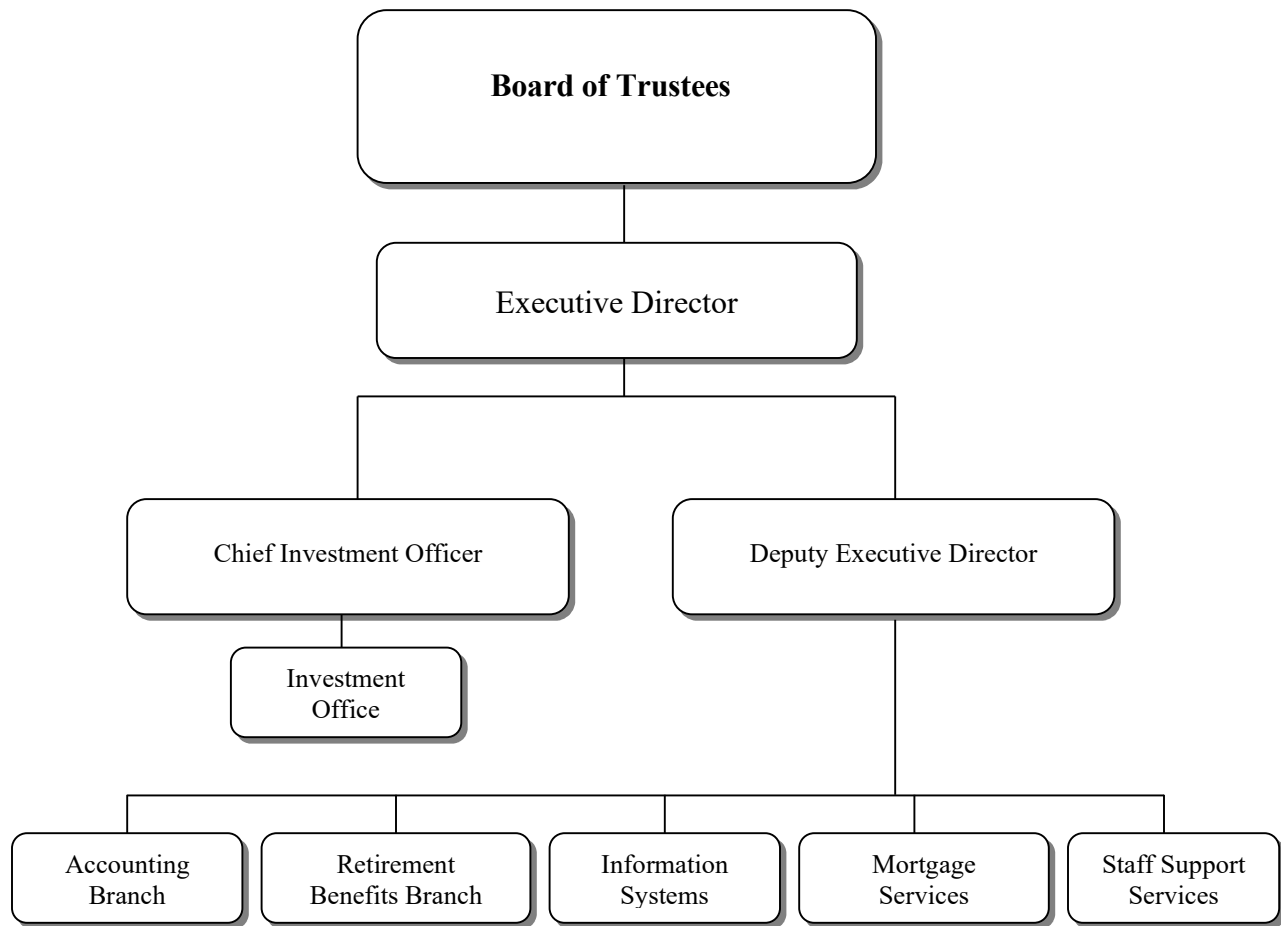 Board of Trustees
Executive Director
Chief Investment Officer
Deputy Executive Director
Investment
Office
Accounting
Branch
Retirement
Benefits Branch
Information
Systems
Mortgage
Services
Staff Support
Services